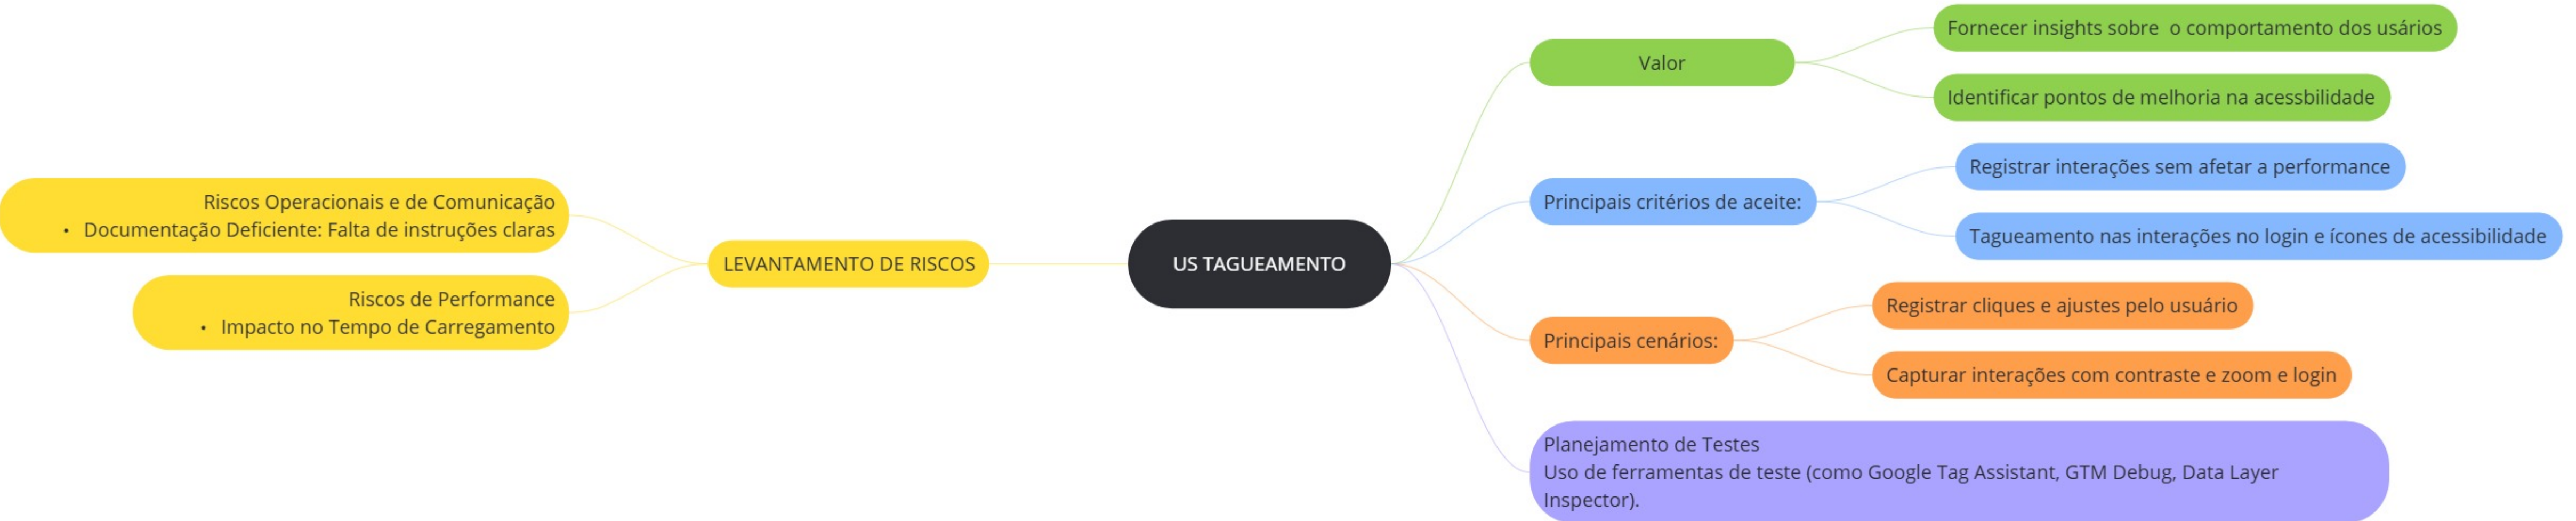 US TAGUEAMENTO
Valor
Fornecer insights sobre  o comportamento dos usários
Identificar pontos de melhoria na acessbilidade
Principais critérios de aceite:
Registrar interações sem afetar a performance
Tagueamento nas interações no login e ícones de acessibilidade
Principais cenários:
Registrar cliques e ajustes pelo usuário
Capturar interações com contraste e zoom e login
Planejamento de Testes
Uso de ferramentas de teste (como Google Tag Assistant, GTM Debug, Data Layer
Inspector).
LEVANTAMENTO DE RISCOS
Riscos Operacionais e de Comunicação
• Documentação Deficiente: Falta de instruções claras
Riscos de Performance
• Impacto no Tempo de Carregamento